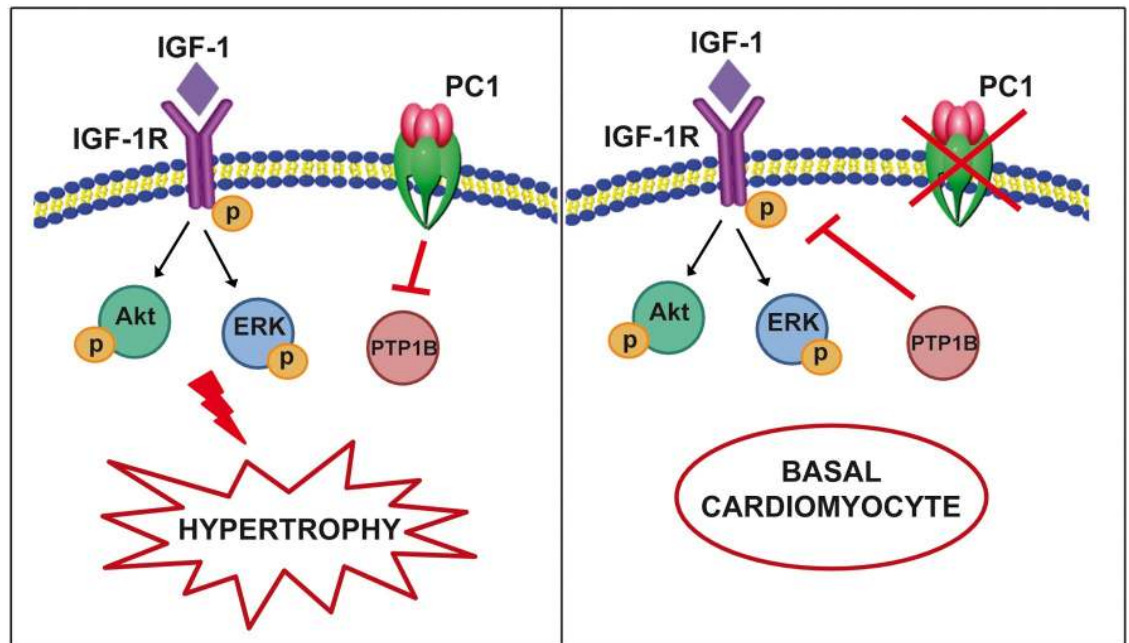 IGF-1
PC1
IGF-1R
p
Akt
p
ERK
p
PTP1B
HYPERTROPHY
IGF-1
PC1
IGF-1R
p
Akt
p
ERK
p
PTP1B
BASAL
CARDIOMYOCYTE